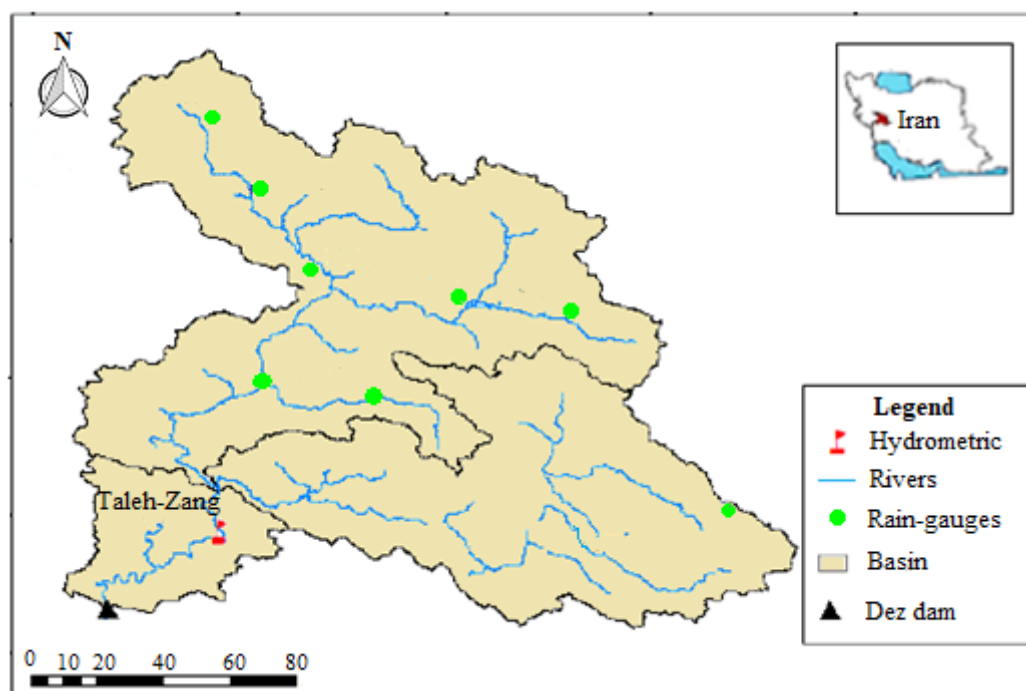 N
Iran
Taleh-Zang
Legend
Hydrometric
Rivers
Rain-gauges
Basin
Dez dam
0 10 20 40 60 80